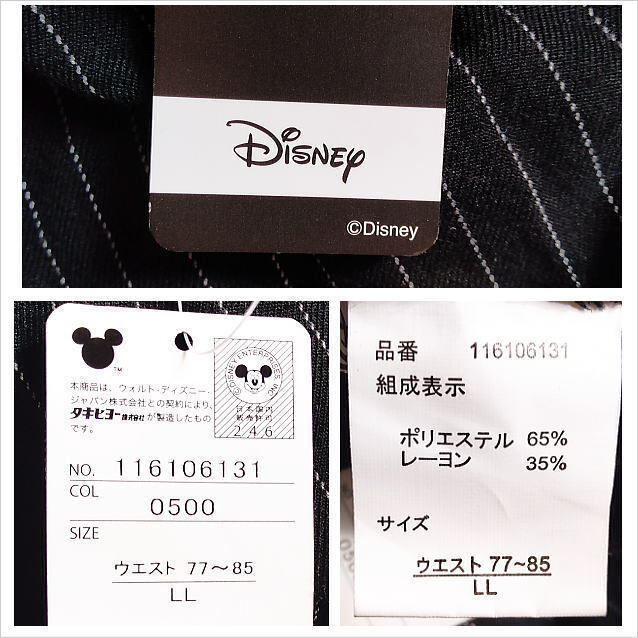 Disney
©Disney
TM
本商品は、ウォルト・ディズニー・
ジャパン株式会社との契約により、
タキヒヨー株式会社が製造したもの
です。
©DISNEY ENTERPRISES, INC.
日本国内
販売許可
246
NO. 116106131
COL 0500
SIZE
ウエスト 77～85
LL
品番 116106131
組成表示
ポリエステル 65%
レーヨン 35%
サイズ
ウエスト 77~85
LL